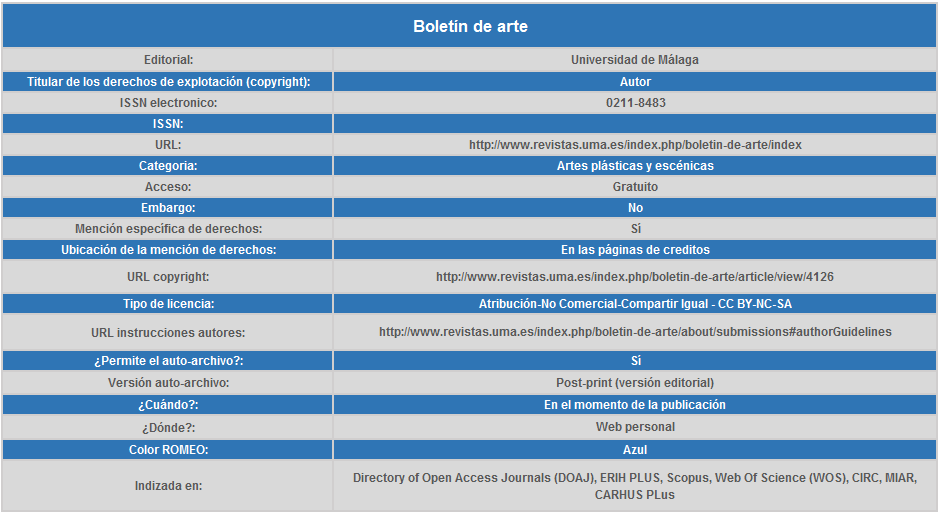 Boletin de arte
Editorial: Universidad de Málaga
Titular de los derechos de explotación (copyright): Autor
ISSN electronico: 0211-8483
ISSN:
URL: http://www.revistas.uma.es/index.php/boletin-de-arte/index
Categoria: Artes plásticas y escénicas
Acceso: Gratuito
Embargo: No
Mención especifica de derechos: Sí
Ubicación de la mención de derechos: En las páginas de creditos
URL copyright: http://www.revistas.uma.es/index.php/boletin-de-arte/article/view/4126
Tipo de licencia: Atribución-No Comercial-Compartir Igual - CC BY-NC-SA
URL instrucciones autores: http://www.revistas.uma.es/index.php/boletin-de-arte/about/submissions#authorGuidelines
¿Permite el auto-archivo?: Sí
Versión auto-archivo: Post-print (versión editorial)
¿Cuándo?: En el momento de la publicación
¿Dónde?: Web personal
Color ROMEO: Azul
Indizada en: Directory of Open Access Journals (DOAJ), ERIH PLUS, Scopus, Web Of Science (WOS), CIRC, MIAR,
CARHUS PLus